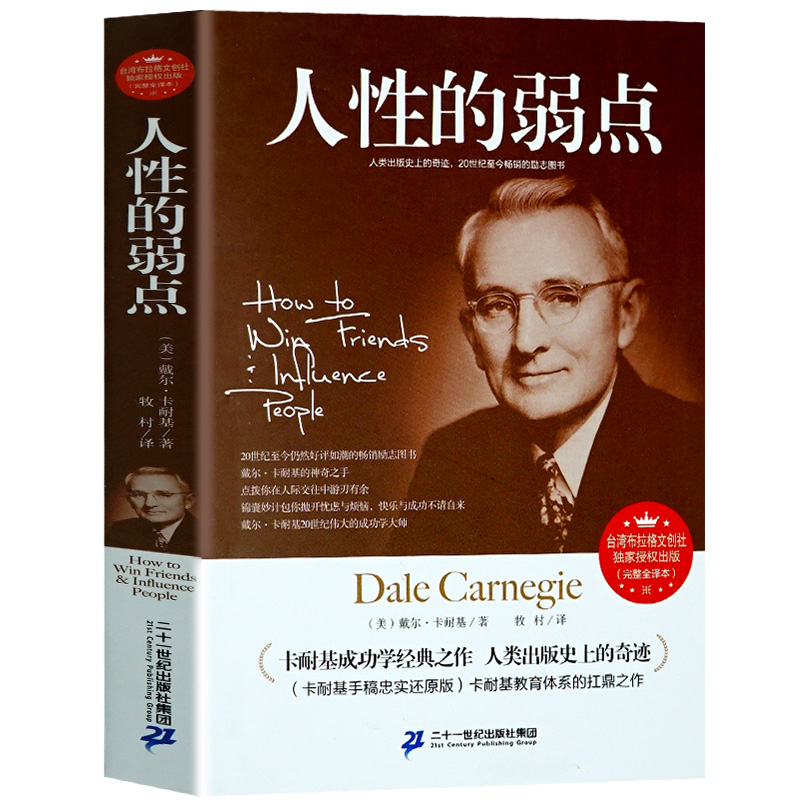 台湾布拉格文创社
独家授权出版
(完整全译本)
人性的弱点
(美)戴尔·卡耐基/著
牧 村/译
How to
Win Friends
& Influence
People
二十一世纪出版社集团
21st Century Publishing Group
21
人性的弱点
人类出版史上的奇迹，20世纪至今畅销的励志图书
How to
Win Friends
& Influence
People
20世纪至今仍然好评如潮的畅销励志图书
戴尔·卡耐基的神奇之手
点拨你在人际交往中游刃有余
锦囊妙计包你抛开忧虑与烦恼，快乐与成功不请自来
戴尔·卡耐基20世纪伟大的成功学大师
台湾布拉格文创社
独家授权出版
(完整全译本)
Dale Carnegie
(美)戴尔·卡耐基/著 牧 村/译
卡耐基成功学经典之作 人类出版史上的奇迹
(卡耐基手稿忠实还原版)卡耐基教育体系的扛鼎之作
21 二十一世纪出版社集团
21st Century Publishing Group